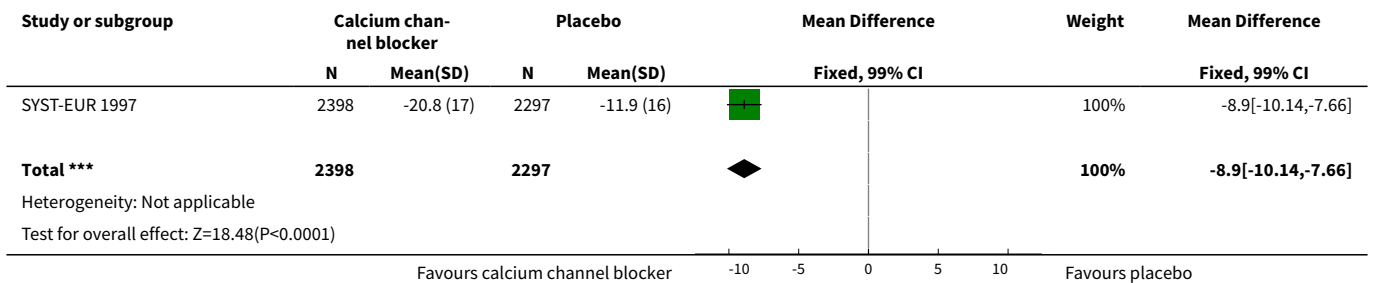 Study or subgroup Calcium chan- Placebo Mean Difference Weight Mean Difference
nel blocker
N Mean(SD) N Mean(SD) Fixed, 99% CI Fixed, 99% CI
SYST-EUR 1997 2398 -20.8 (17) 2297 -11.9 (16) 100% -8.9[-10.14,-7.66]
Total *** 2398 2297 100% -8.9[-10.14,-7.66]
Heterogeneity: Not applicable
Test for overall effect: Z=18.48(P<0.0001)
Favours calcium channel blocker -10 -5 0 5 10 Favours placebo